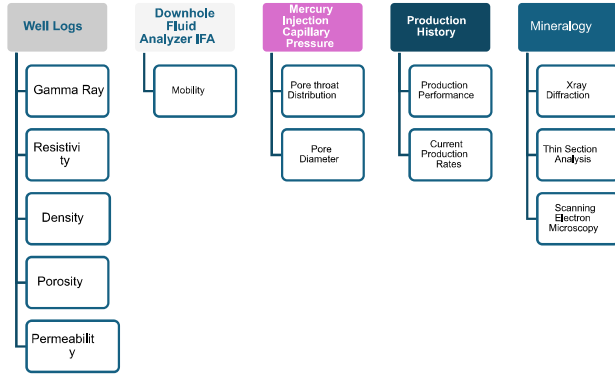 Well Logs
Gamma Ray
Resistivi
ty
Density
Porosity
Permeabilit
y
Downhole
Fluid
Analyzer IFA
Mobility
Mercury
Injection
Capillary
Pressure
Pore throat
Distribution
Pore
Diameter
Production
History
Production
Performance
Current
Production
Rates
Mineralogy
Xray
Diffraction
Thin Section
Analysis
Scanning
Electron
Microscopy